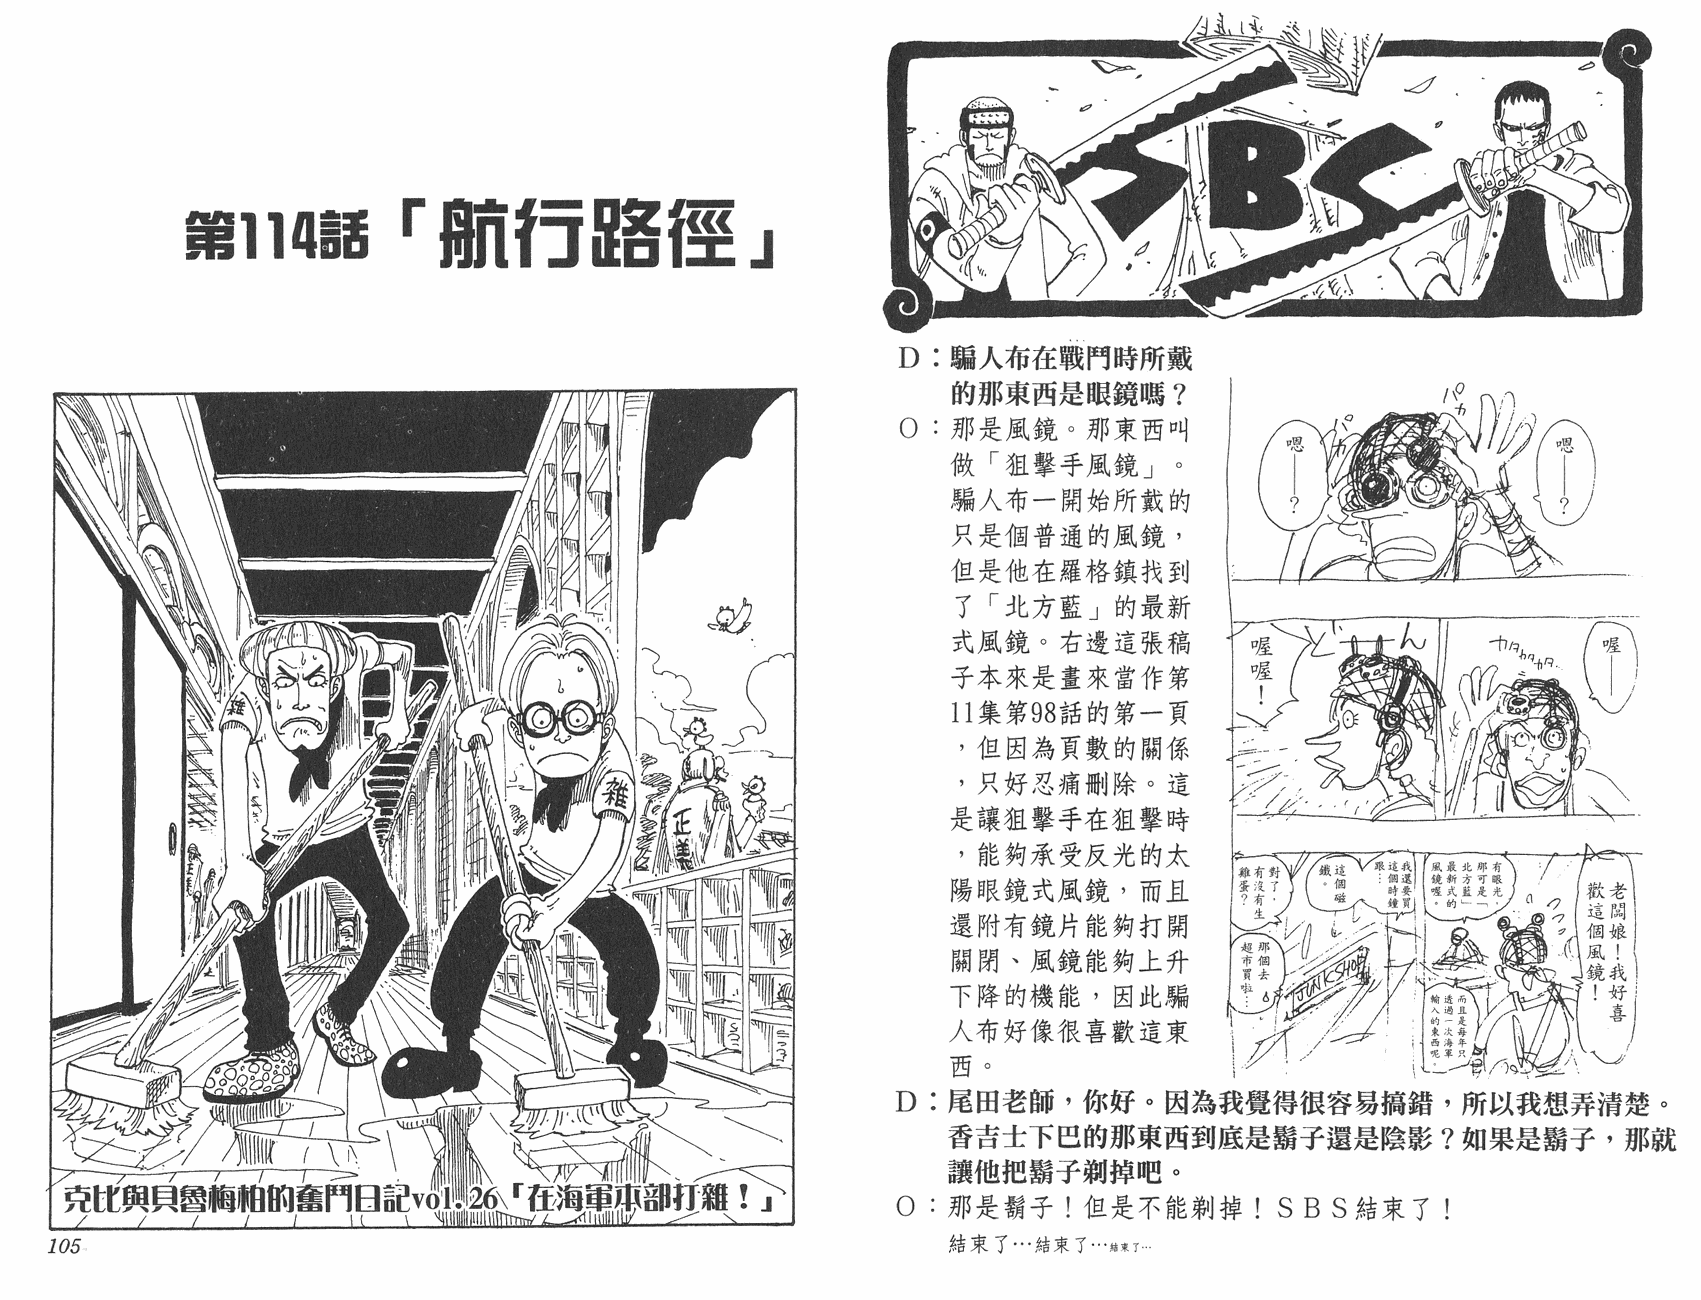 SBS
D：騙人布在戰鬥時所戴
的那東西是眼鏡嗎？
O：那是風鏡。那東西叫
做「狙擊手風鏡」。
騙人布一開始所戴的
只是個普通的風鏡，
但是他在羅格鎮找到
了「北方藍」的最新
式風鏡。右邊這張稿
子本來是畫來當作第
11集第98話的第一頁
，但因為頁數的關係
，只好忍痛刪除。這
是讓狙擊手在狙擊時
，能夠承受反光的太
陽眼鏡式風鏡，而且
還附有鏡片能夠打開
關閉、風鏡能夠上升
下降的機能，因此騙
人布好像很喜歡這東
西。
パカ
パカ
嗯──？
嗯──？
カタカタカタ
喔──
どーん
喔喔！
老闆娘！我好喜
歡這個風鏡！
有眼光，
那可是「
北方藍」
最新式的
風鏡喔。
而且是每年只
透過一次海軍
輸入的東西呢。
我還要買
這個時鐘
跟…
這個磁
鐵。
對了，
有沒有生
雞蛋？
那個去
超市買啦…
JUNK SHOP
D：尾田老師，你好。因為我覺得很容易搞錯，所以我想弄清楚。
香吉士下巴的那東西到底是鬍子還是陰影？如果是鬍子，那就
讓他把鬍子剃掉吧。
O：那是鬍子！但是不能剃掉！SBS結束了！
結束了…結束了…結束了…
第114話「航行路徑」
雜
雜
正義
正義
克比與貝魯梅柏的奮鬥日記vol.26「在海軍本部打雜！」
105